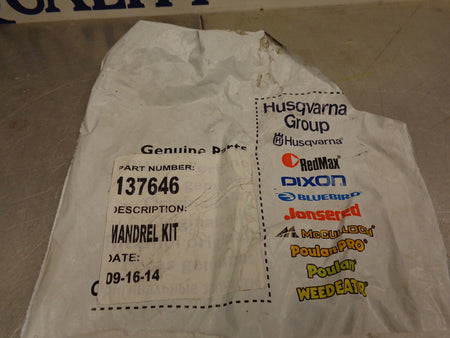 QUALITY
Genuine Parts
PART NUMBER:
137646
DESCRIPTION:
MANDREL KIT
DATE:
09-16-14
Husqvarna
Group
Husqvarna
RedMax
DIXON
BLUEBIRD
Jonsered
McCULLOCH
Poulan PRO
Poulan
WEED EATER